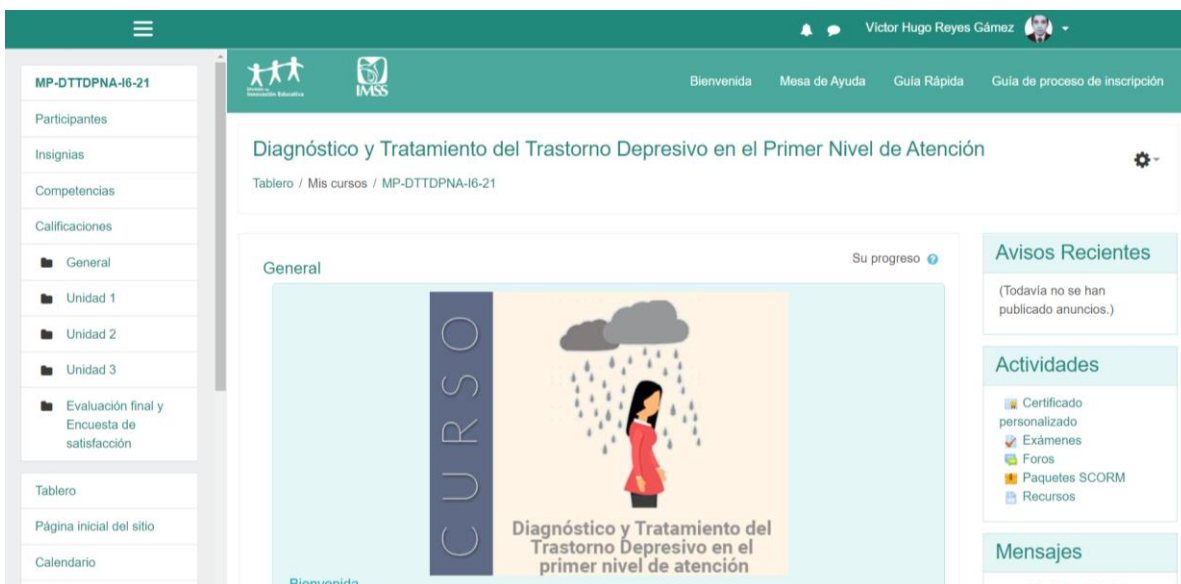 Víctor Hugo Reyes Gámez
MP-DTTDPNA-I6-21
Participantes
Insignias
Competencias
Calificaciones
General
Unidad 1
Unidad 2
Unidad 3
Evaluación final y
Encuesta de
satisfacción
Tablero
Página inicial del sitio
Calendario
Innovación Educativa
IMSS
Bienvenida
Mesa de Ayuda
Guía Rápida
Guía de proceso de inscripción
Diagnóstico y Tratamiento del Trastorno Depresivo en el Primer Nivel de Atención
Tablero / Mis cursos / MP-DTTDPNA-I6-21
General
Su progreso
CURSO
Diagnóstico y Tratamiento del
Trastorno Depresivo en el
primer nivel de atención
Bienvenida
Avisos Recientes
(Todavía no se han
publicado anuncios.)
Actividades
Certificado
personalizado
Exámenes
Foros
Paquetes SCORM
Recursos
Mensajes